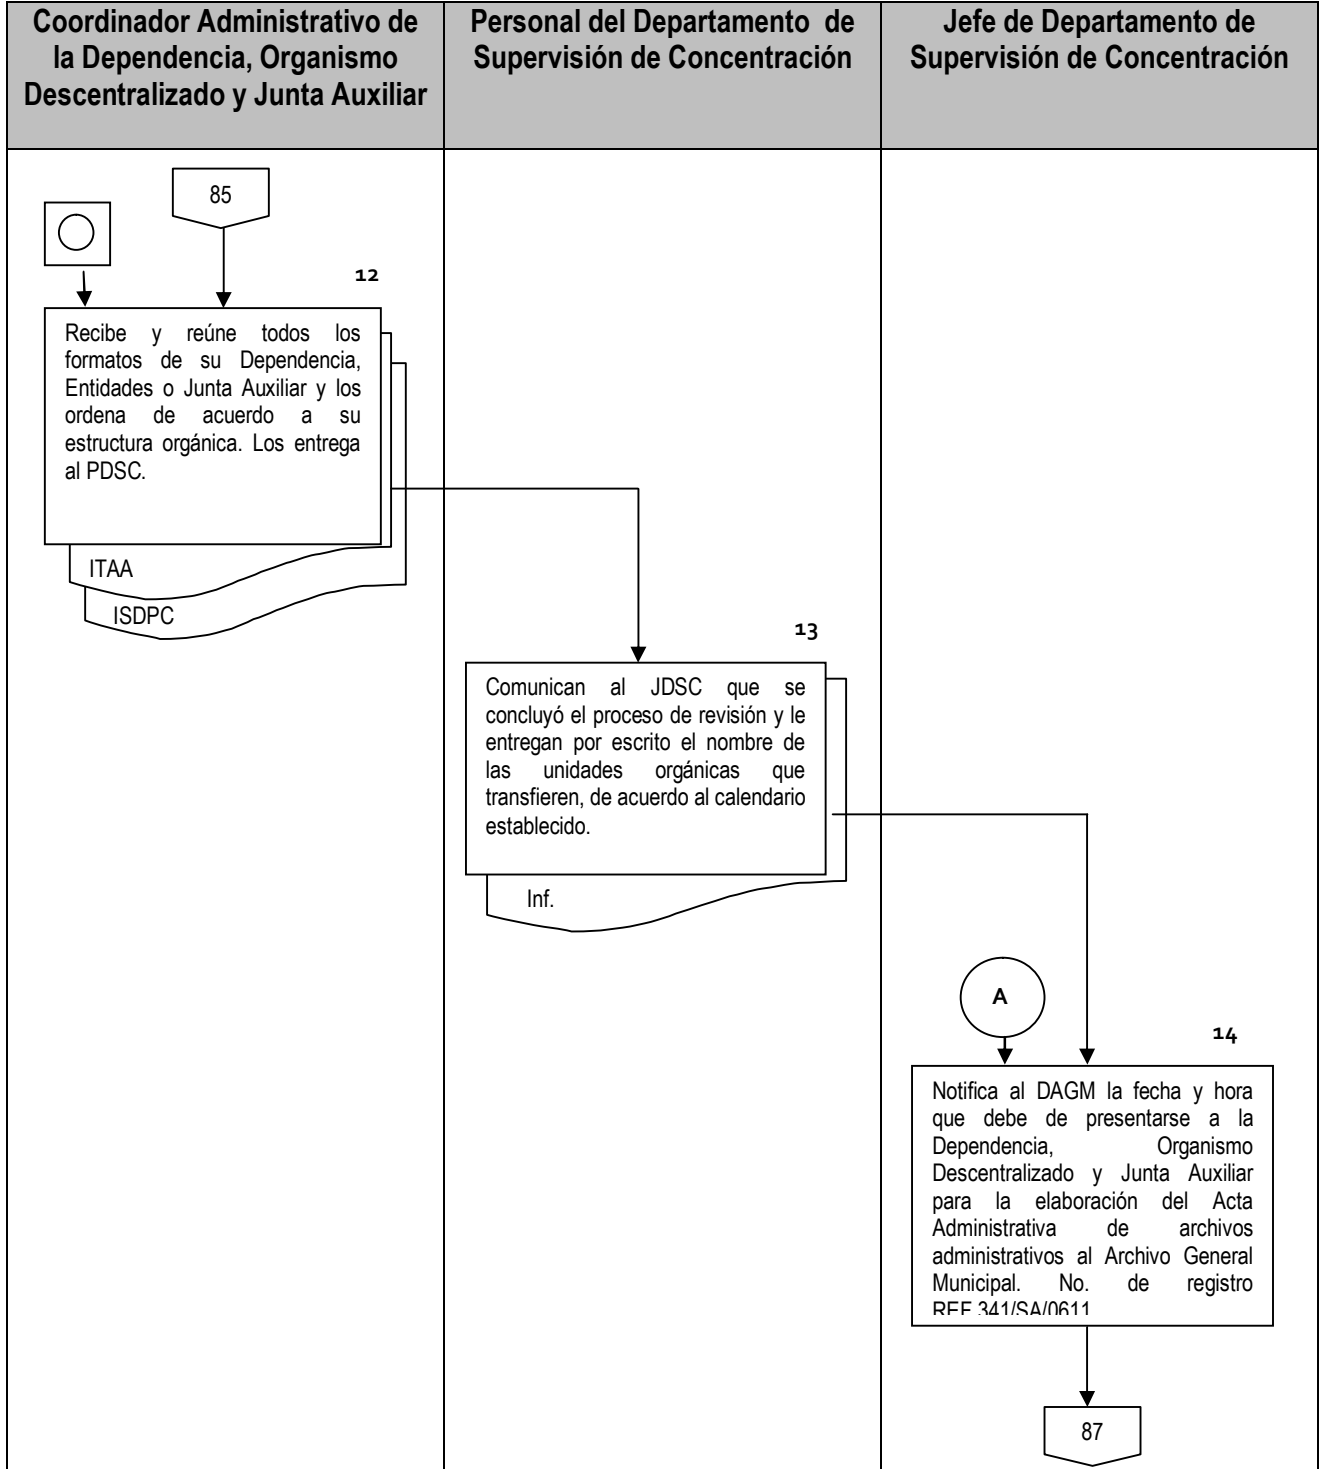 Coordinador Administrativo de
la Dependencia, Organismo
Descentralizado y Junta Auxiliar
Personal del Departamento de
Supervisión de Concentración
Jefe de Departamento de
Supervisión de Concentración
85
12
Recibe y reúne todos los
formatos de su Dependencia,
Entidades o Junta Auxiliar y los
ordena de acuerdo a su
estructura orgánica. Los entrega
al PDSC.
ITAA
ISDPC
13
Comunican al JDSC que se
concluyó el proceso de revisión y le
entregan por escrito el nombre de
las unidades orgánicas que
transfieren, de acuerdo al calendario
establecido.
Inf.
A
14
Notifica al DAGM la fecha y hora
que debe de presentarse a la
Dependencia, Organismo
Descentralizado y Junta Auxiliar
para la elaboración del Acta
Administrativa de archivos
administrativos al Archivo General
Municipal. No. de registro
REF 341/SA/0611
87